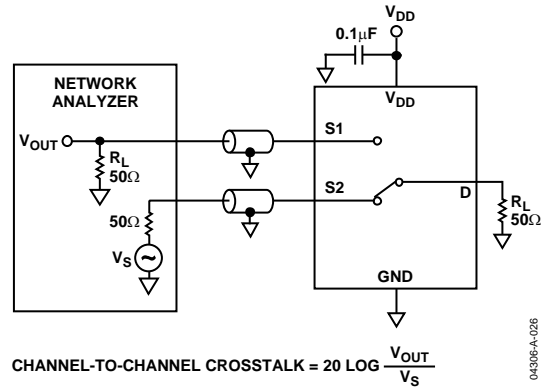 VDD
0.1µF
NETWORK
ANALYZER
VDD
VOUT
S1
RL
50Ω
S2
D
RL
50Ω
50Ω
VS
GND
CHANNEL-TO-CHANNEL CROSSTALK = 20 LOG VOUT/VS
04306-A-026